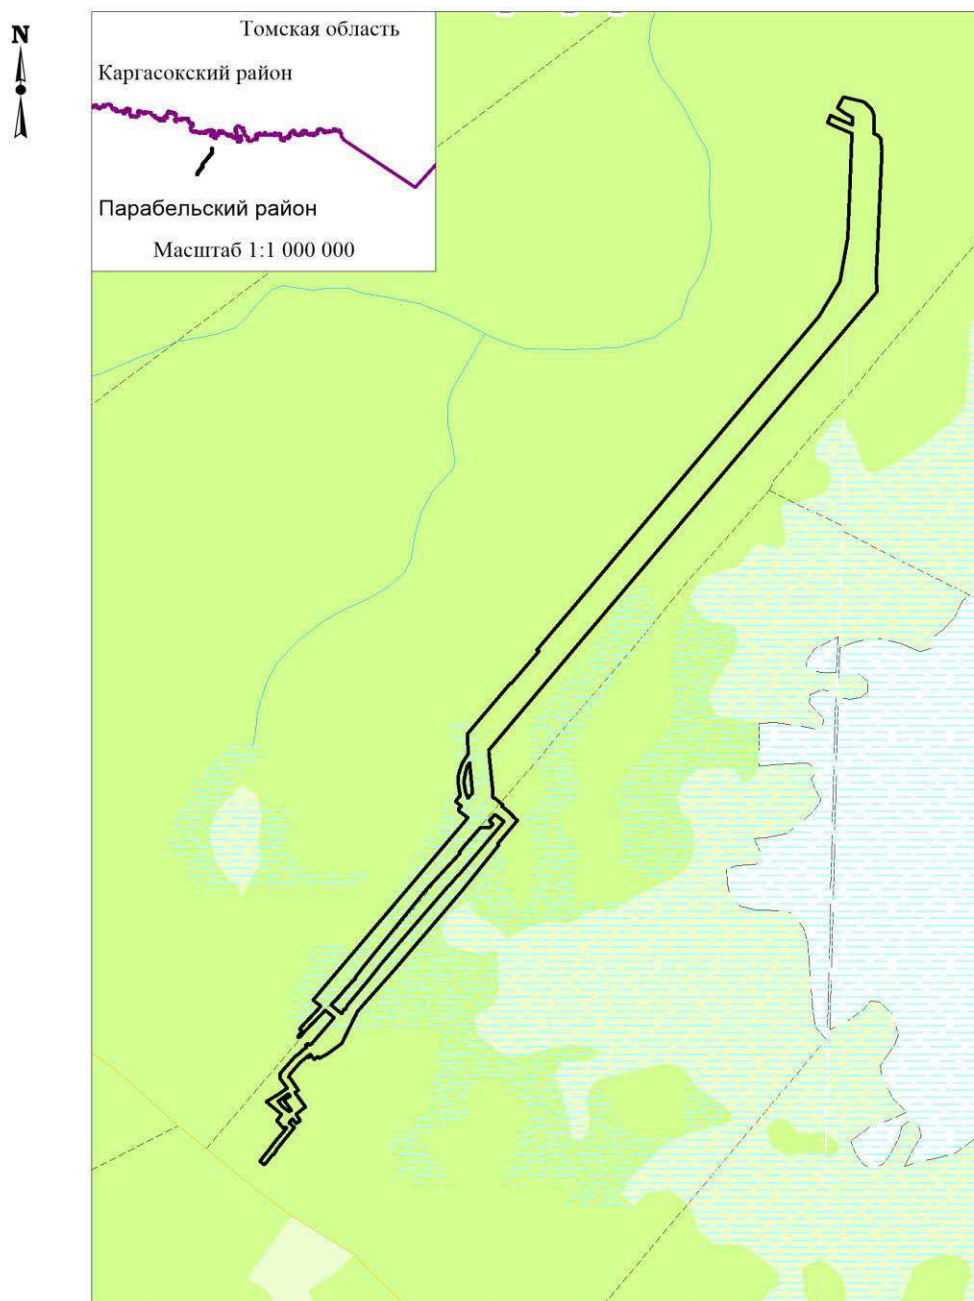 N
Томская область
Каргасокский район
Парабельский район
Масштаб 1:1 000 000